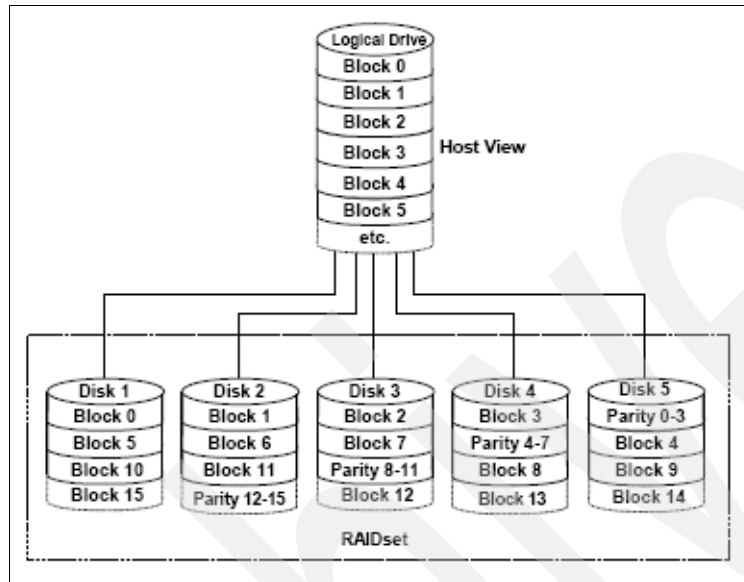 Logical Drive
Block 0
Block 1
Block 2
Block 3
Block 4
Block 5
etc.
Host View
Disk 1
Block 0
Block 5
Block 10
Block 15
Disk 2
Block 1
Block 6
Block 11
Parity 12-15
Disk 3
Block 2
Block 7
Parity 8-11
Block 12
Disk 4
Block 3
Parity 4-7
Block 8
Block 13
Disk 5
Parity 0-3
Block 4
Block 9
Block 14
RAIDset